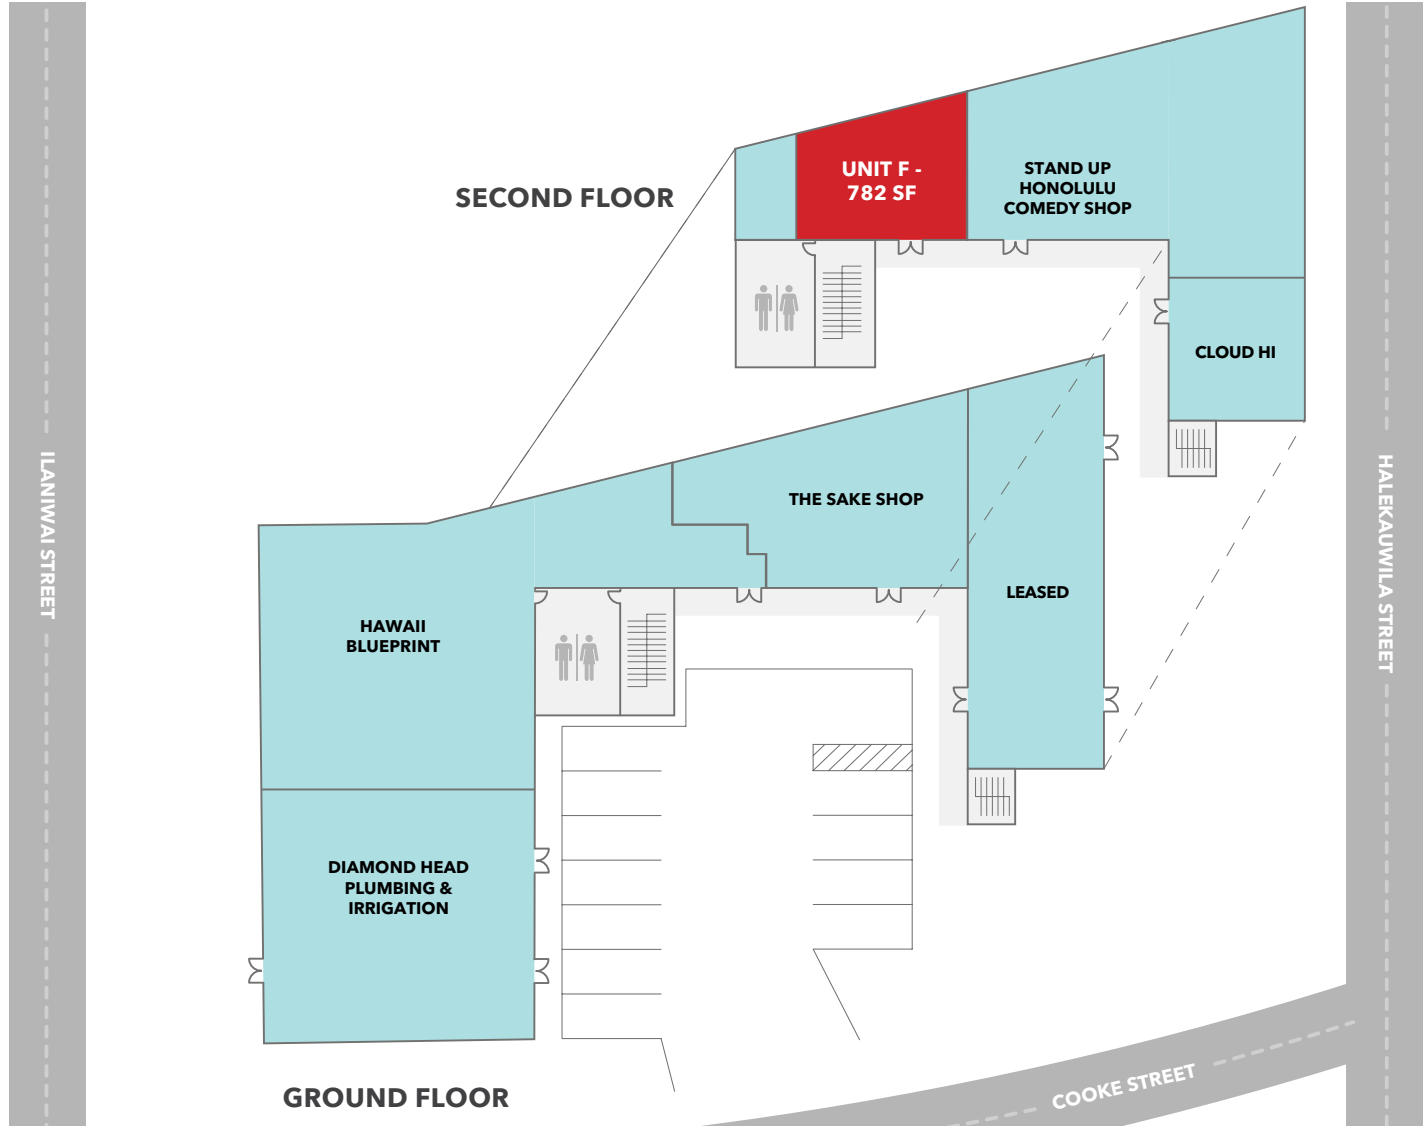 SECOND FLOOR
UNIT F -
782 SF
STAND UP
HONOLULU
COMEDY SHOP
CLOUD HI
THE SAKE SHOP
LEASED
HAWAII
BLUEPRINT
DIAMOND HEAD
PLUMBING &
IRRIGATION
GROUND FLOOR
ILANIWAI STREET
HALEKAUWILA STREET
COOKE STREET